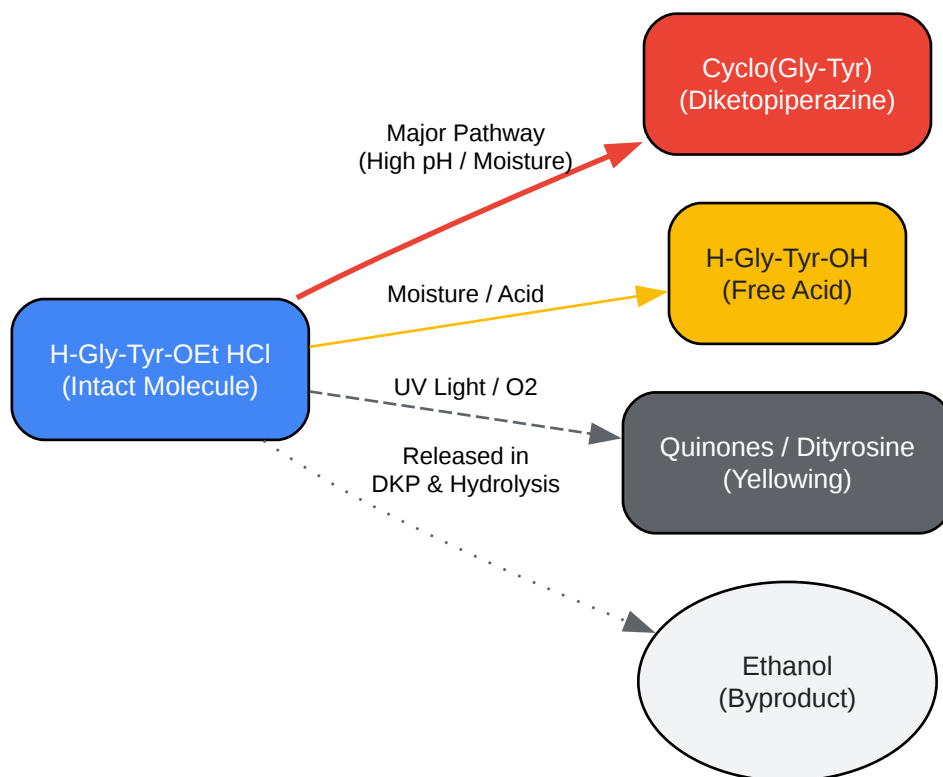 Cyclo(Gly-Tyr)
(Diketopiperazine)
Major Pathway
(High pH / Moisture)
H-Gly-Tyr-OH
(Free Acid)
Moisture / Acid
H-Gly-Tyr-OEt HCl
(Intact Molecule)
UV Light / O2
Quinones / Dityrosine
(Yellowing)
Released in
DKP & Hydrolysis
Ethanol
(Byproduct)